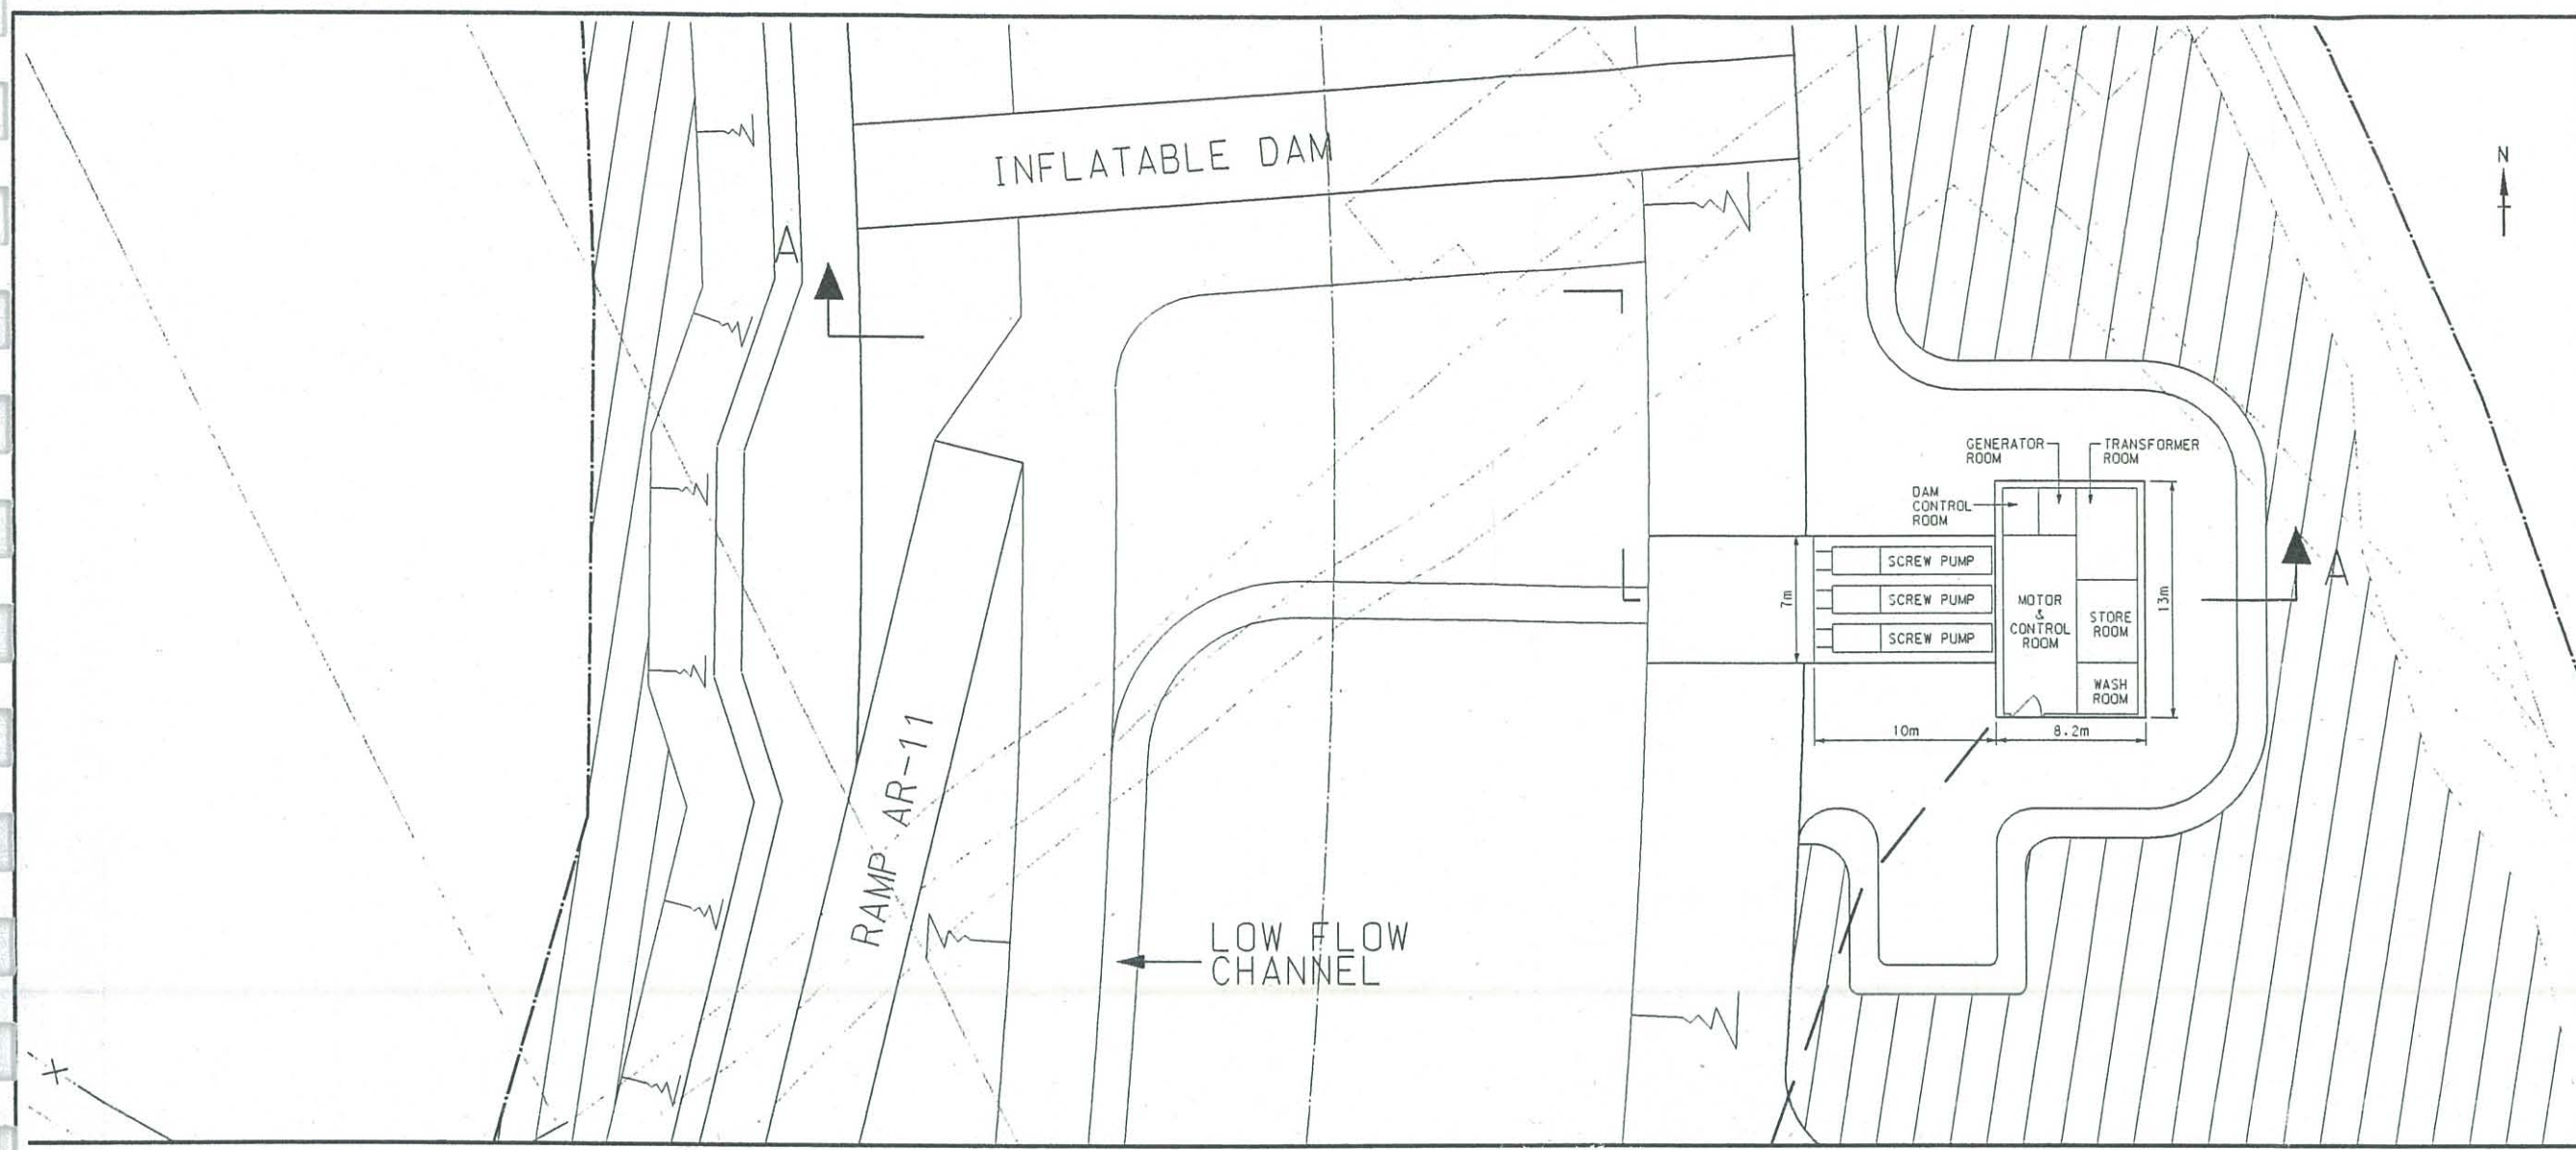 INFLATABLE DAM
N
A
GENERATOR
ROOM
TRANSFORMER
ROOM
DAM
CONTROL
ROOM
SCREW PUMP
SCREW PUMP
SCREW PUMP
7m
MOTOR
&
CONTROL
ROOM
STORE
ROOM
WASH
ROOM
13m
A
10m
8.2m
RAMP AR-11
LOW FLOW
CHANNEL